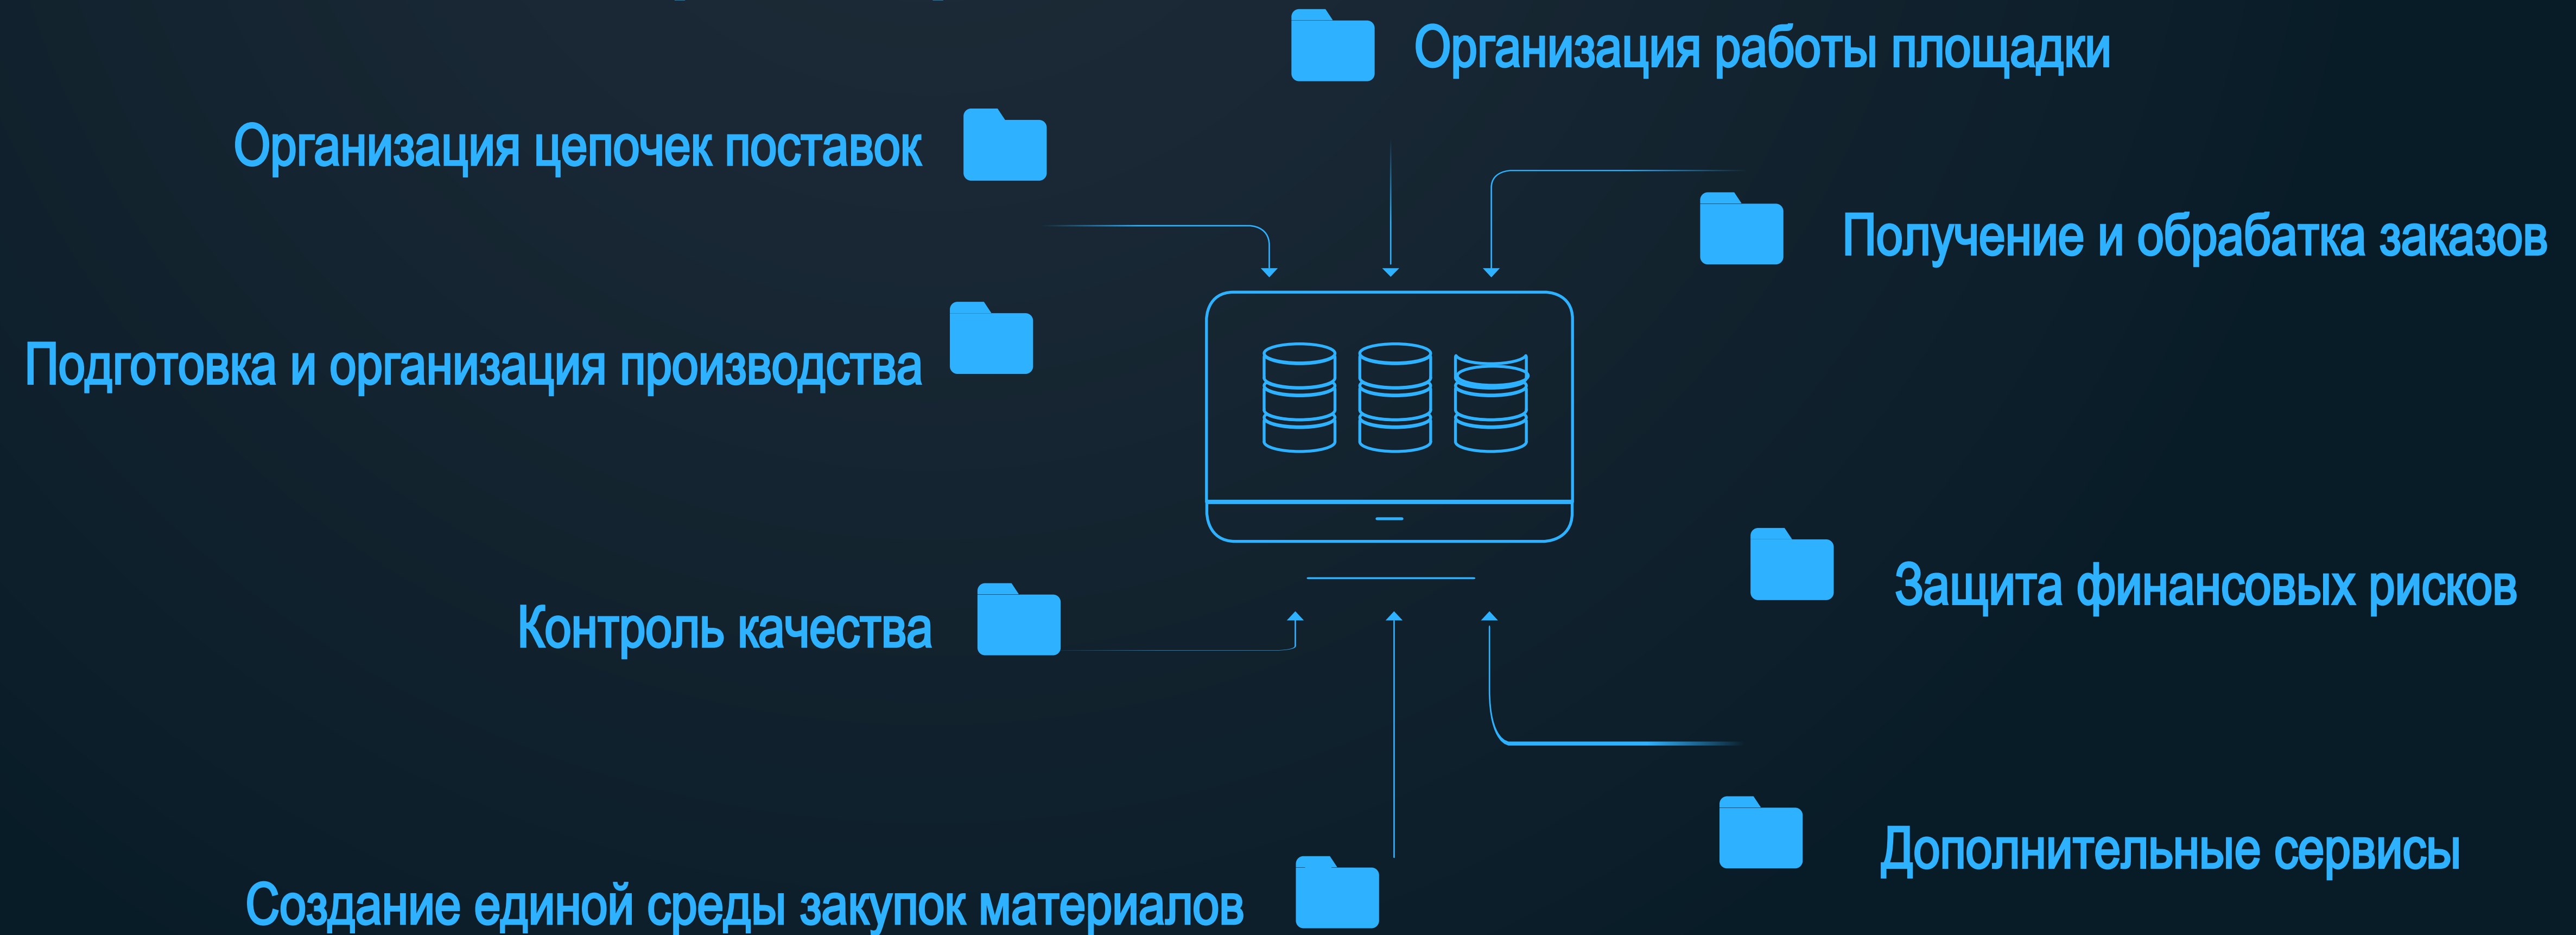 Организация работы площадки
Организация цепочек поставок
Получение и обрабатка заказов
Подготовка и организация производства
Защита финансовых рисков
Контроль качества
Дополнительные сервисы
Создание единой среды закупок материалов